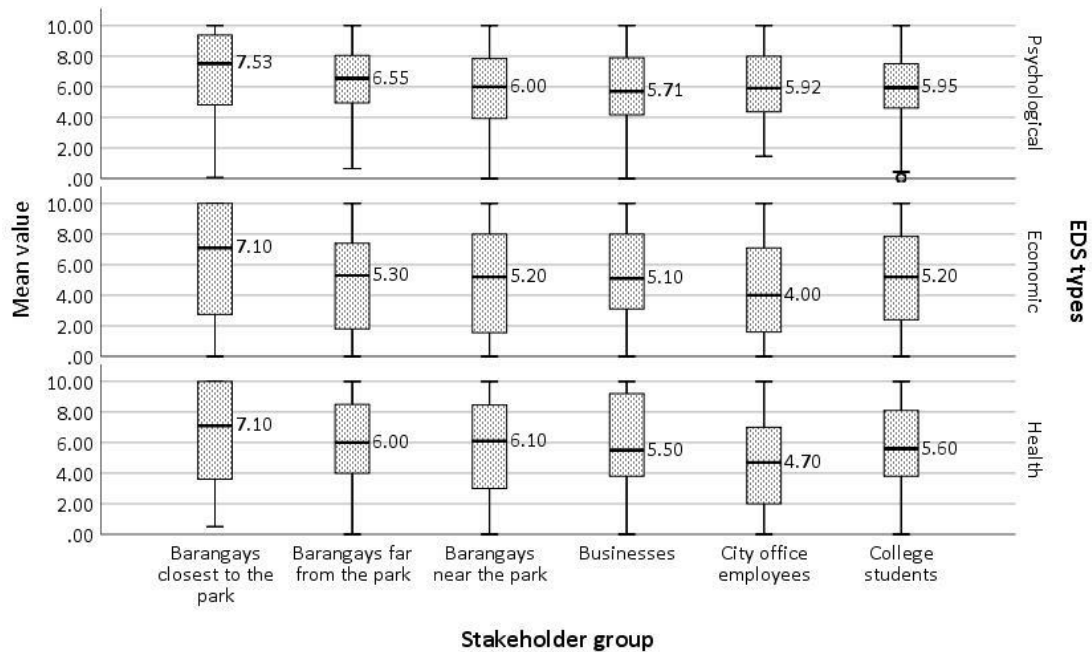 10.00
8.00
6.00
4.00
2.00
.00
7.53
6.55
6.00
5.71
5.92
5.95
Psychological
10.00
8.00
6.00
4.00
2.00
.00
7.10
5.30
5.20
5.10
4.00
5.20
Economic
10.00
8.00
6.00
4.00
2.00
.00
7.10
6.00
6.10
5.50
4.70
5.60
Health
Mean value
EDS types
Barangays
closest to the
park
Barangays far
from the park
Barangays
near the park
Businesses
City office
employees
College
students
Stakeholder group